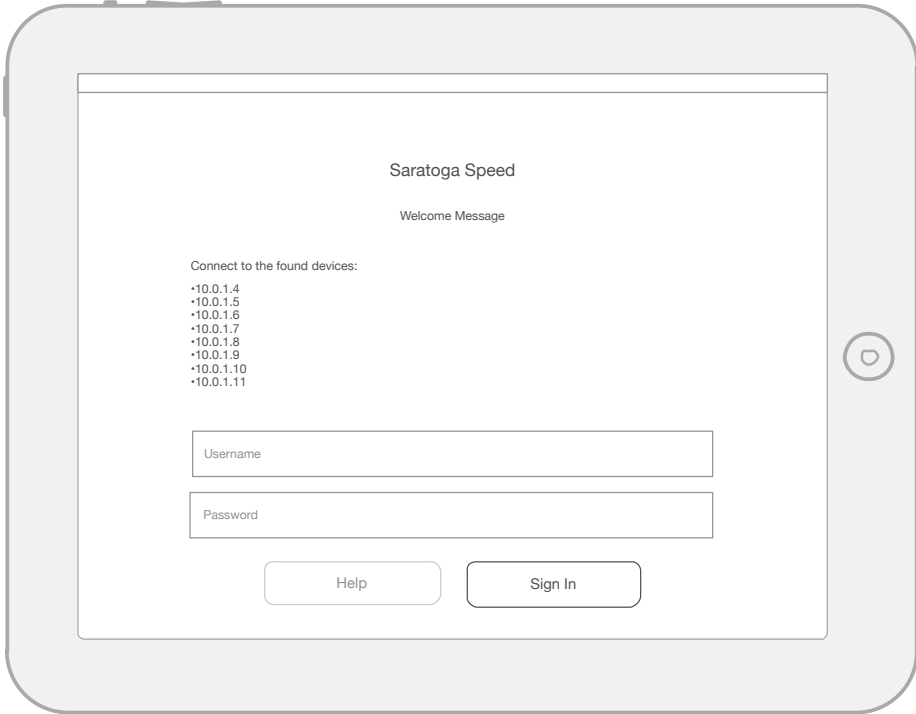 Saratoga Speed
Welcome Message
Connect to the found devices:
•10.0.1.4
•10.0.1.5
•10.0.1.6
•10.0.1.7
•10.0.1.8
•10.0.1.9
•10.0.1.10
•10.0.1.11
Username
Password
Help
Sign In